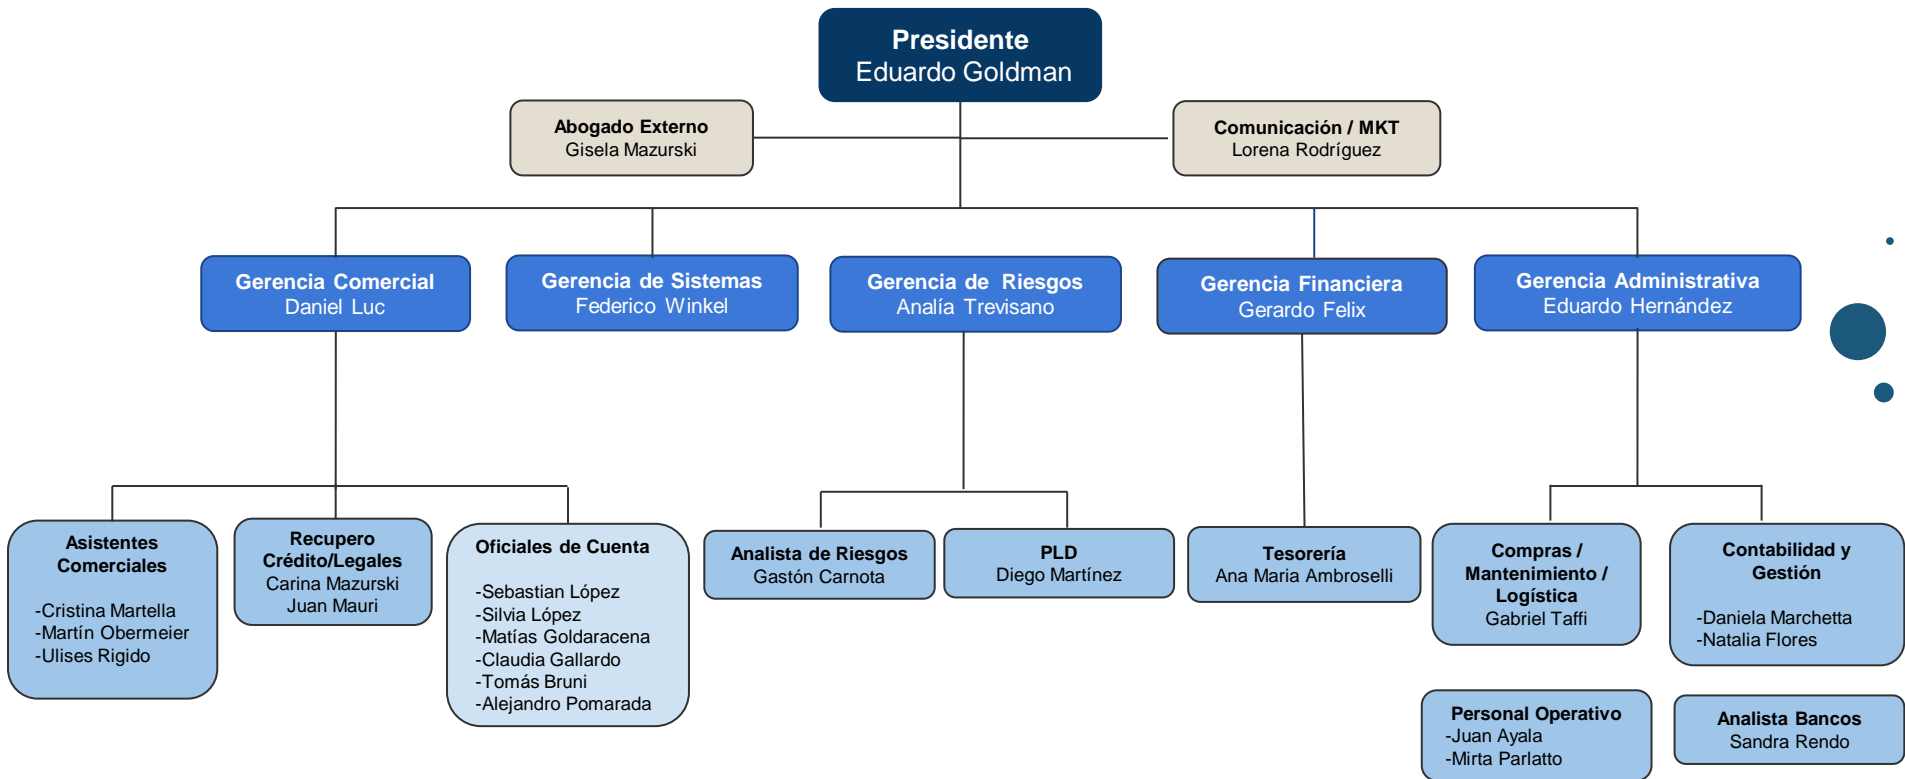 Presidente
Eduardo Goldman
Abogado Externo
Gisela Mazurski
Comunicación / MKT
Lorena Rodríguez
Gerencia Comercial
Daniel Luc
Gerencia de Sistemas
Federico Winkel
Gerencia de Riesgos
Analía Trevisano
Gerencia Financiera
Gerardo Felix
Gerencia Administrativa
Eduardo Hernández
Asistentes
Comerciales
-Cristina Martella
-Martín Obermeier
-Ulises Rigido
Recupero
Crédito/Legales
Carina Mazurski
Juan Mauri
Oficiales de Cuenta
-Sebastian López
-Silvia López
-Matías Goldaracena
-Claudia Gallardo
-Tomás Bruni
-Alejandro Pomarada
Analista de Riesgos
Gastón Carnota
PLD
Diego Martínez
Tesorería
Ana Maria Ambroselli
Compras /
Mantenimiento /
Logística
Gabriel Taffi
Contabilidad y
Gestión
-Daniela Marchetta
-Natalia Flores
Personal Operativo
-Juan Ayala
-Mirta Parlatto
Analista Bancos
Sandra Rendo